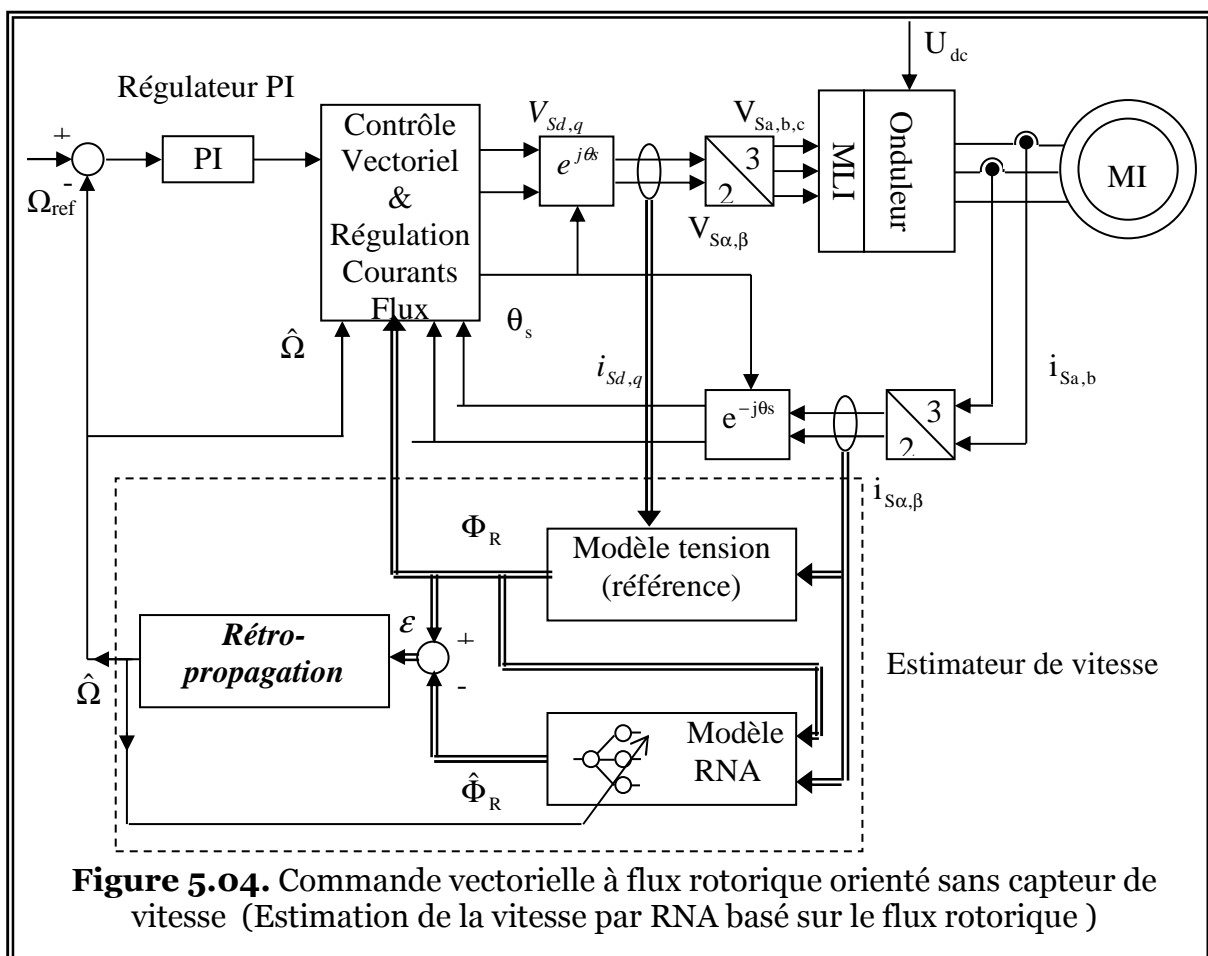 U_dc
Régulateur PI
+
-
Ω_ref
PI
Contrôle
Vectoriel
&
Régulation
Courants
Flux
V_Sd,q
e^jθs
3
2
V_Sα,β
V_Sa,b,c
MLI
Onduleur
MI
θ_s
Ω̂
i_Sd,q
e^-jθs
3
2
i_Sa,b
i_Sα,β
Φ_R
Modèle tension
(référence)
ε
+
-
Rétro-
propagation
Ω̂
Estimateur de vitesse
Modèle
RNA
Φ̂_R
Figure 5.04. Commande vectorielle à flux rotorique orienté sans capteur de
vitesse (Estimation de la vitesse par RNA basé sur le flux rotorique )